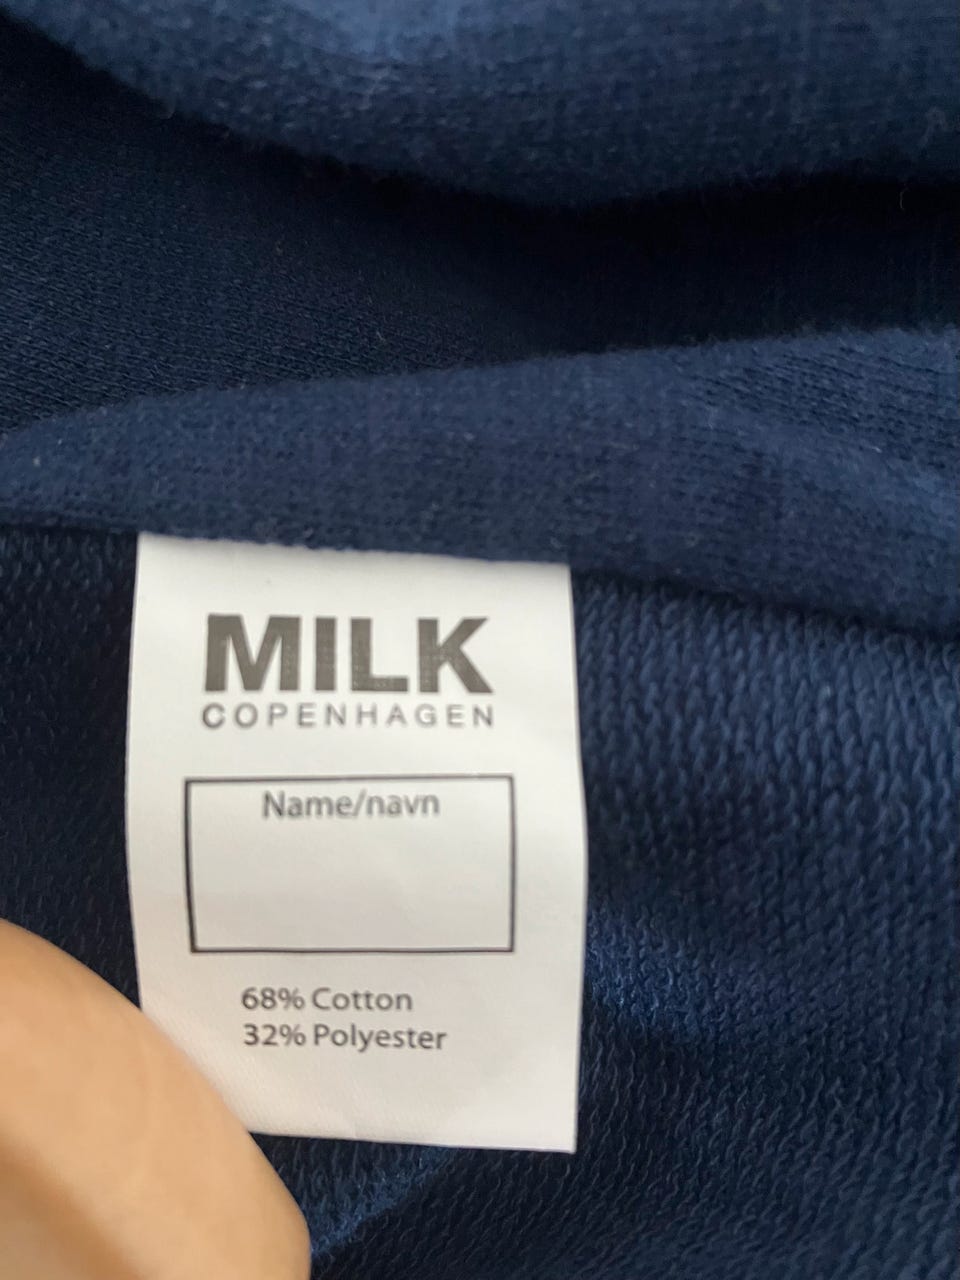 MILK
COPENHAGEN
Name/navn
68% Cotton
32% Polyester